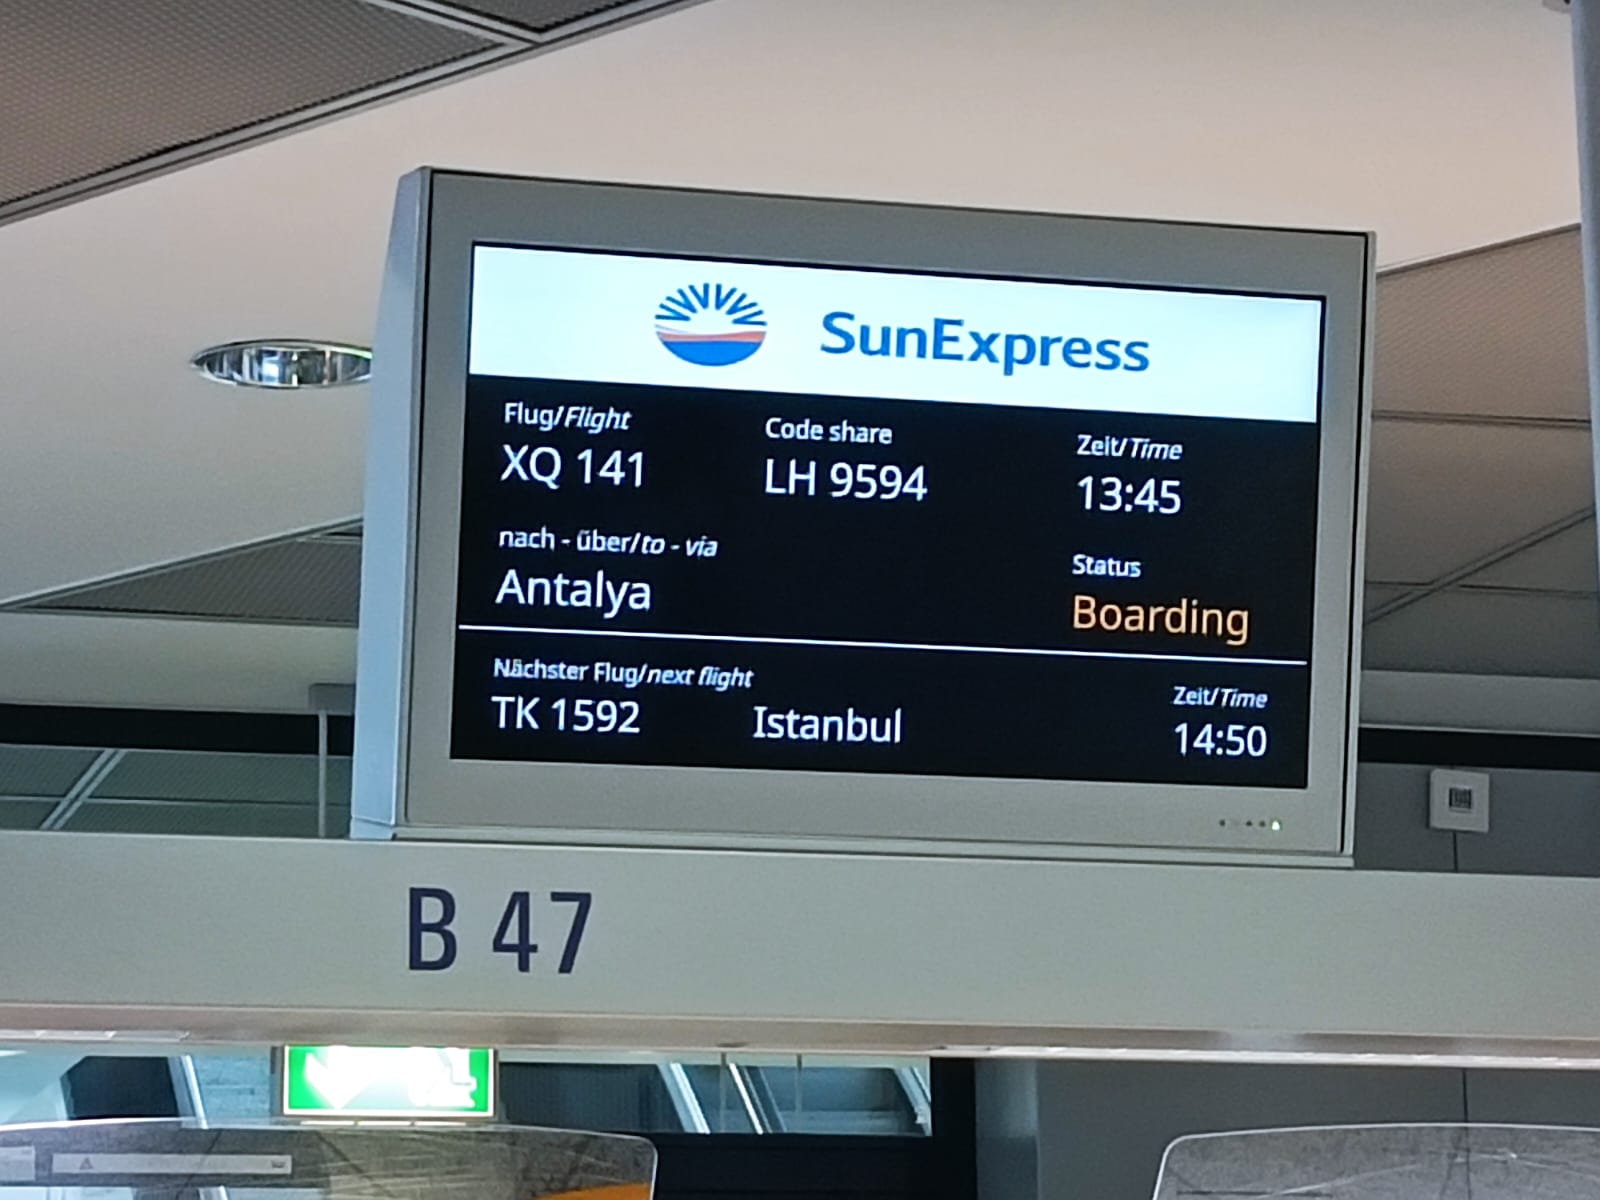 SunExpress
Flug/Flight Code share Zeit/Time
XQ 141 LH 9594 13:45
nach - über/to - via Status
Antalya Boarding
Nächster Flug/next flight Zeit/Time
TK 1592 Istanbul 14:50
B 47